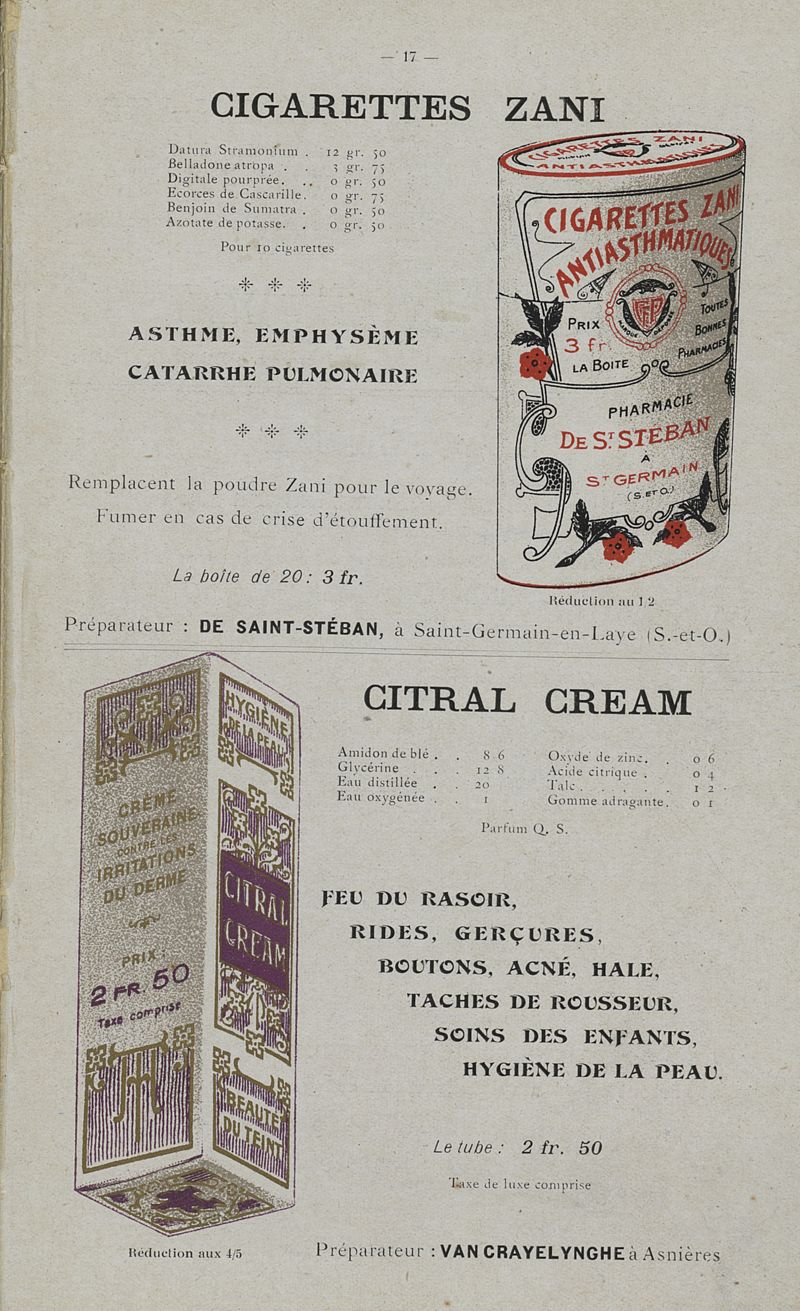 — 17 —
CIGARETTES ZANI
Datura Stramonium . 12 gr. 50
Belladone atropa . . 3 gr. 75
Digitale pourprée. . . 0 gr. 50
Ecorces de Cascarille. 0 gr. 75
Benjoin de Sumatra . 0 gr. 50
Azotate de potasse. . 0 gr. 50
Pour 10 cigarettes
ASTHME, EMPHYSÈME
CATARRHE PULMONAIRE
Remplacent la poudre Zani pour le voyage.
Fumer en cas de crise d'étouffement.
La boîte de 20 : 3 fr.
CIGARETTES ZANI
ANTIASTHMATIQUES
CIGARETTES ZANI
ANTIASTHMATIQUES
MARQUE DÉPOSÉE
PRIX
3 fr.
LA BOITE
TOUTES
BONNES
PHARMACIES
PHARMACIE
DE ST STÉBAN
À
ST GERMAIN
(S. ET O.)
Réduction au 1/2
Préparateur : DE SAINT-STÉBAN, à Saint-Germain-en-Laye (S.-et-O.)
CITRAL CREAM
Amidon de blé . . 8 6
Glycérine . . . 12 8
Eau distillée . . 20
Eau oxygénée . . 1
Oxyde de zinc. . 0 6
Acide citrique . 0 4
Talc . . . . . 1 2
Gomme adragante. 0 1
Parfum Q. S.
FEU DU RASOIR,
RIDES, GERÇURES,
BOUTONS, ACNÉ, HALE,
TACHES DE ROUSSEUR,
SOINS DES ENFANTS,
HYGIÈNE DE LA PEAU.
Le tube : 2 fr. 50
Taxe de luxe comprise
CRÈME
SOUVERAINE
CONTRE LES
IRRITATIONS
DU DERME
PRIX :
2 FR. 50
Taxe comprise
HYGIÈNE
DE LA PEAU
CITRAL
CREAM
BEAUTÉ
DU TEINT
Réduction aux 4/5
Préparateur : VAN CRAYELYNGHE à Asnières